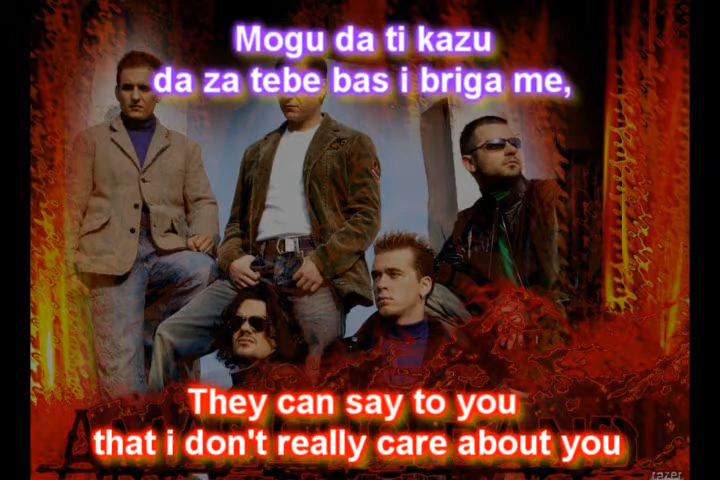 Mogu da ti kazu
da za tebe bas i briga me,
They can say to you
that i don't really care about you
razer